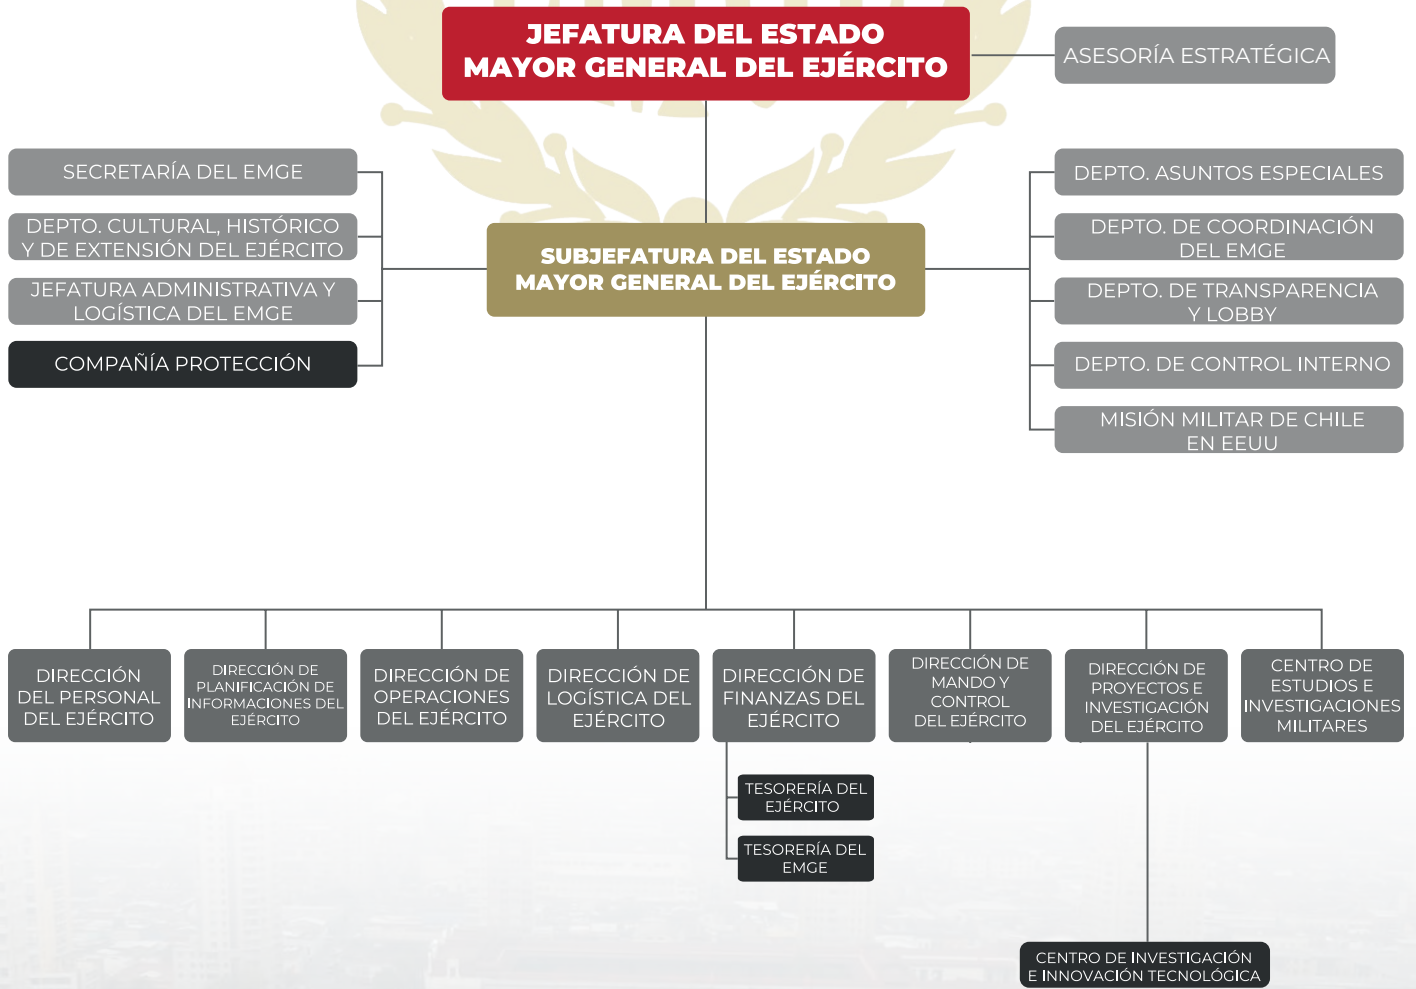 JEFATURA DEL ESTADO
MAYOR GENERAL DEL EJÉRCITO
ASESORÍA ESTRATÉGICA
SECRETARÍA DEL EMGE
DEPTO. CULTURAL, HISTÓRICO
Y DE EXTENSIÓN DEL EJÉRCITO
JEFATURA ADMINISTRATIVA Y
LOGÍSTICA DEL EMGE
COMPAÑÍA PROTECCIÓN
SUBJEFATURA DEL ESTADO
MAYOR GENERAL DEL EJÉRCITO
DEPTO. ASUNTOS ESPECIALES
DEPTO. DE COORDINACIÓN
DEL EMGE
DEPTO. DE TRANSPARENCIA
Y LOBBY
DEPTO. DE CONTROL INTERNO
MISIÓN MILITAR DE CHILE
EN EEUU
DIRECCIÓN
DEL PERSONAL
DEL EJÉRCITO
DIRECCIÓN DE
PLANIFICACIÓN DE
INFORMACIONES DEL
EJÉRCITO
DIRECCIÓN DE
OPERACIONES
DEL EJÉRCITO
DIRECCIÓN DE
LOGÍSTICA DEL
EJÉRCITO
DIRECCIÓN DE
FINANZAS DEL
EJÉRCITO
DIRECCIÓN DE
MANDO Y
CONTROL
DEL EJÉRCITO
DIRECCIÓN DE
PROYECTOS E
INVESTIGACIÓN
DEL EJÉRCITO
CENTRO DE
ESTUDIOS E
INVESTIGACIONES
MILITARES
TESORERÍA DEL
EJÉRCITO
TESORERÍA DEL
EMGE
CENTRO DE INVESTIGACIÓN
E INNOVACIÓN TECNOLÓGICA